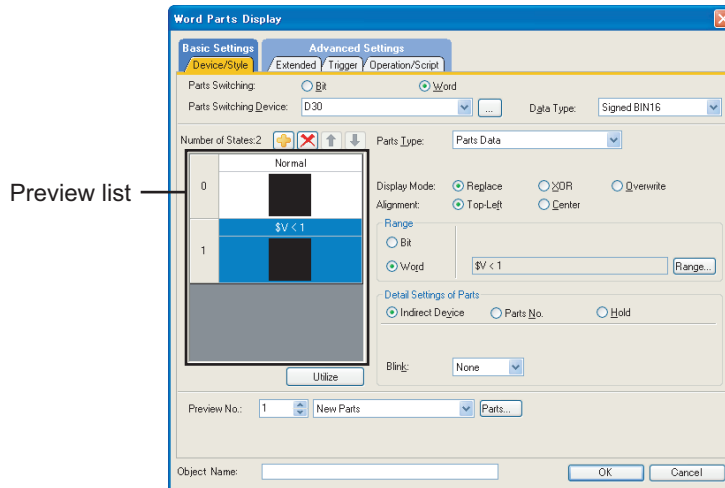 Word Parts Display
Basic Settings Advanced Settings
Device/Style Extended Trigger Operation/Script
Parts Switching: Bit Word
Parts Switching Device: D30 ... Data Type: Signed BIN16
Number of States:2 Parts Type: Parts Data
Normal
0
Display Mode: Replace XOR Overwrite
Preview list
Alignment: Top-Left Center
$V < 1
Range
1
Bit
Word $V < 1 Range...
Detail Settings of Parts
Indirect Device Parts No. Hold
Blink: None
Utilize
Preview No.: 1 New Parts Parts...
Object Name: OK Cancel